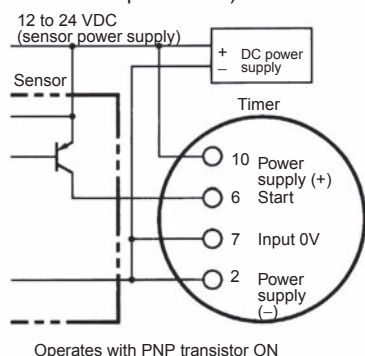 12 to 24 VDC
(sensor power supply)
+ DC power
− supply
Sensor
Timer
10 Power
supply (+)
6 Start
7 Input 0V
2 Power
supply
(−)
Operates with PNP transistor ON